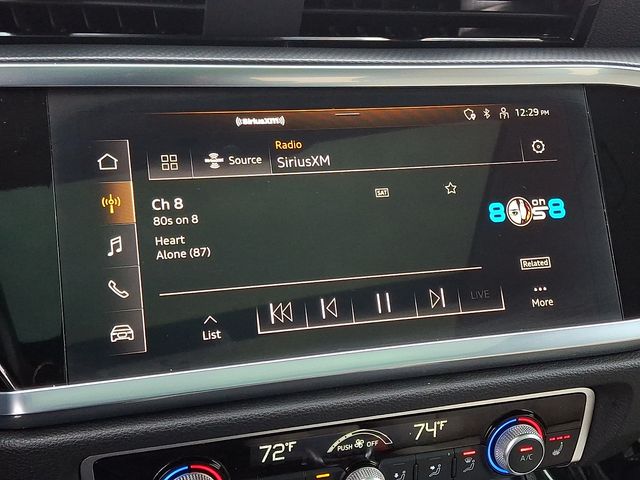 ((SiriusXM))
12:29 PM
Radio
Source
SiriusXM
Ch 8
SAT
80s on 8
8 on 8
Heart
Alone (87)
Related
LIVE
List
More
72°F
PUSH OFF
74°F
A/C